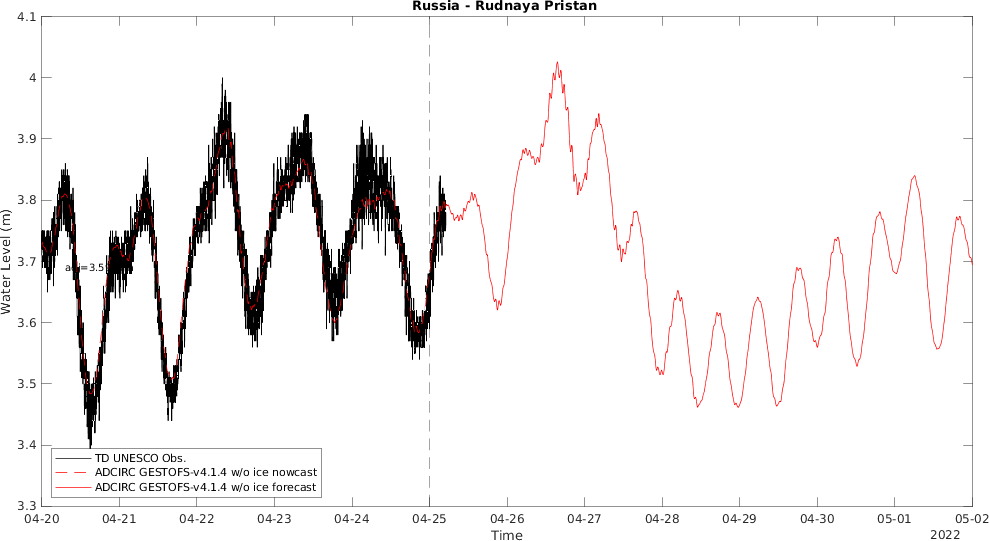 Russia - Rudnaya Pristan
4.1
4
3.9
3.8
3.7
3.6
3.5
3.4
3.3
Water Level (m)
TD UNESCO Obs.
ADCIRC GESTOFS-v4.1.4 w/o ice nowcast
ADCIRC GESTOFS-v4.1.4 w/o ice forecast
04-20 04-21 04-22 04-23 04-24 04-25 04-26 04-27 04-28 04-29 04-30 05-01 05-02
Time
2022